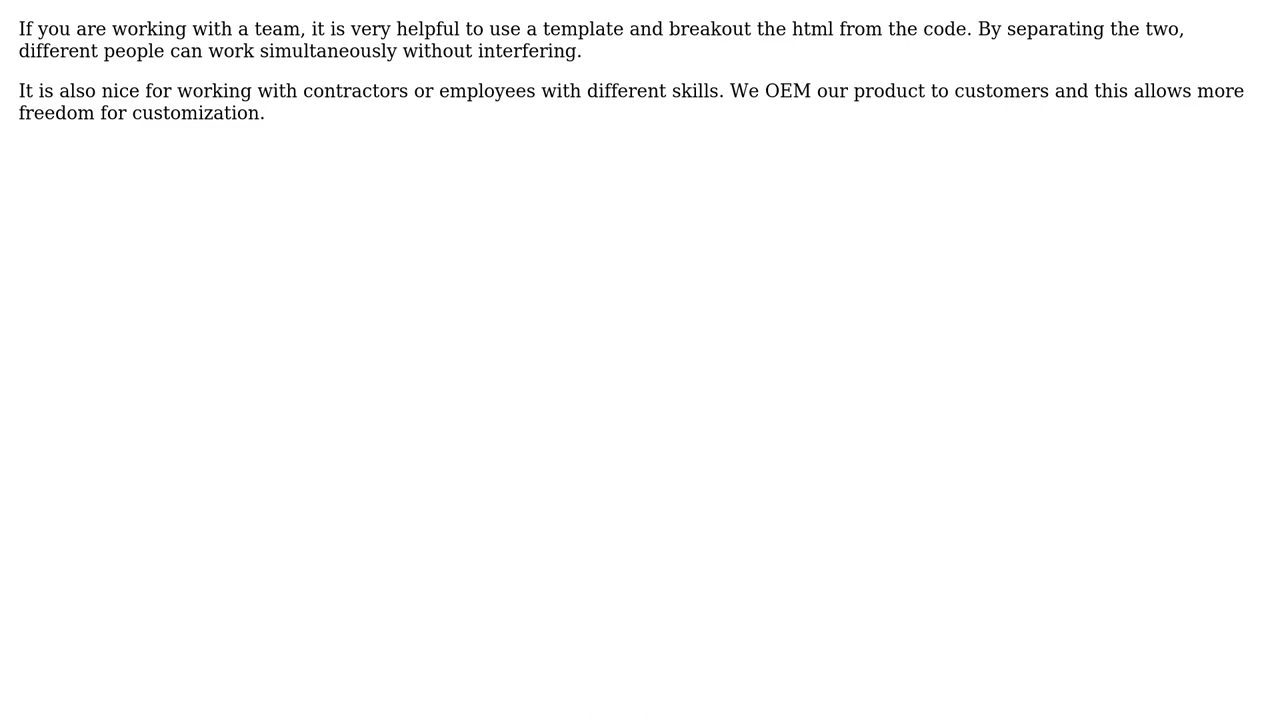 If you are working with a team, it is very helpful to use a template and breakout the html from the code. By separating the two,
different people can work simultaneously without interfering.
It is also nice for working with contractors or employees with different skills. We OEM our product to customers and this allows more
freedom for customization.